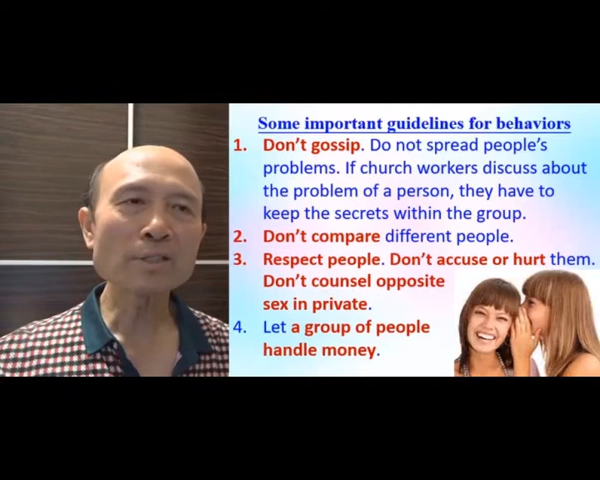 Some important guidelines for behaviors
1. Don't gossip. Do not spread people's
problems. If church workers discuss about
the problem of a person, they have to
keep the secrets within the group.
2. Don't compare different people.
3. Respect people. Don't accuse or hurt them.
Don't counsel opposite
sex in private.
4. Let a group of people
handle money.